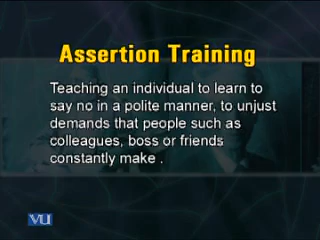 Assertion Training
Teaching an individual to learn to
say no in a polite manner, to unjust
demands that people such as
colleagues, boss or friends
constantly make .
VU